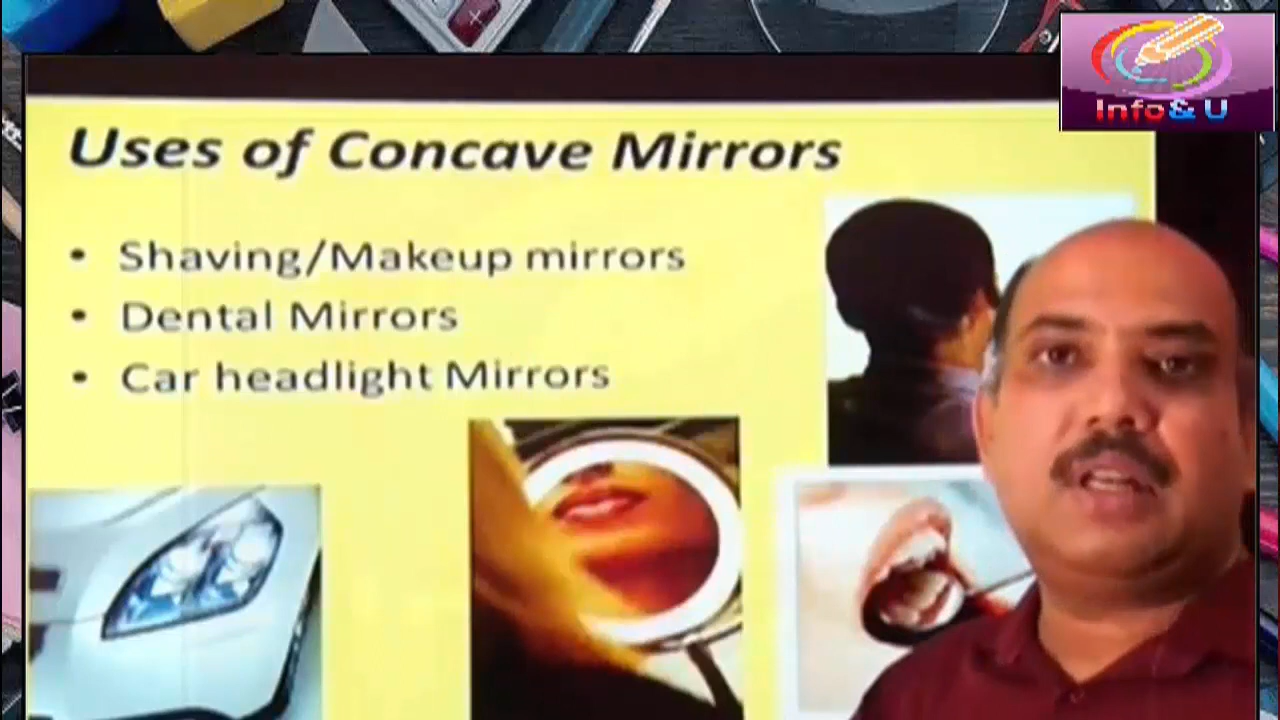 Info& U
Uses of Concave Mirrors
• Shaving/Makeup mirrors
• Dental Mirrors
• Car headlight Mirrors